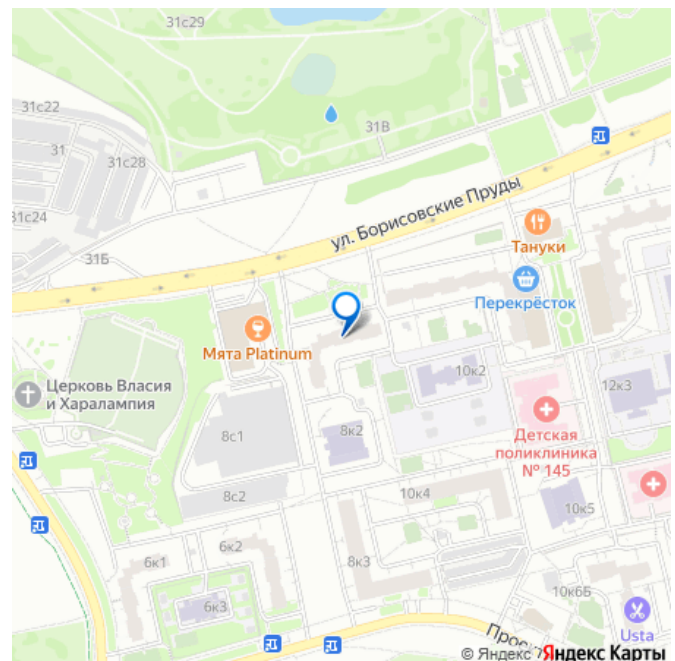 31с29
31с22
31В
31
31с28
ул. Борисовские Пруды
31с24
Тануки
31Б
Перекрёсток
Мята Platinum
10к2
Церковь Власия
и Харалампия
12к3
8с1
8к2
Детская
поликлиника
№ 145
8с2
10к4
10к5
6к1
6к2
8к3
10к6Б
6к3
Usta
© Яндекс Яндекс Карты